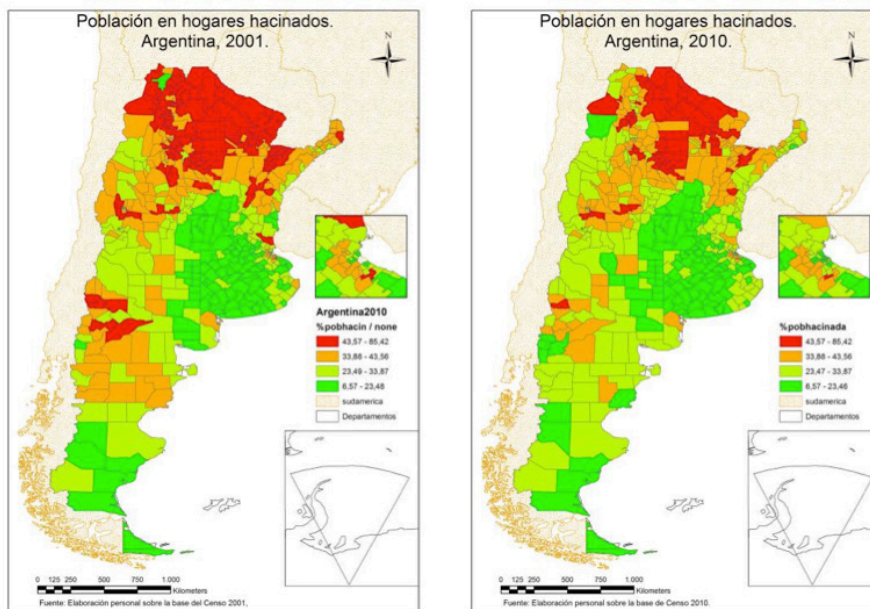 Población en hogares hacinados.
Argentina, 2001.
N
Argentina2010
%pobhacin / none
43,57 - 85,42
33,88 - 43,56
23,49 - 33,87
6,57 - 23,48
sudamerica
Departamentos
0 125 250 500 750 1.000
Kilometers
Fuente: Elaboración personal sobre la base del Censo 2001,
Población en hogares hacinados.
Argentina, 2010.
N
%pobhacinada
43,57 - 85,42
33,88 - 43,56
23,47 - 33,87
6,57 - 23,46
sudamerica
Departamentos
0 125 250 500 750 1.000
Kilometers
Fuente: Elaboración personal sobre la base de Censo 2010.